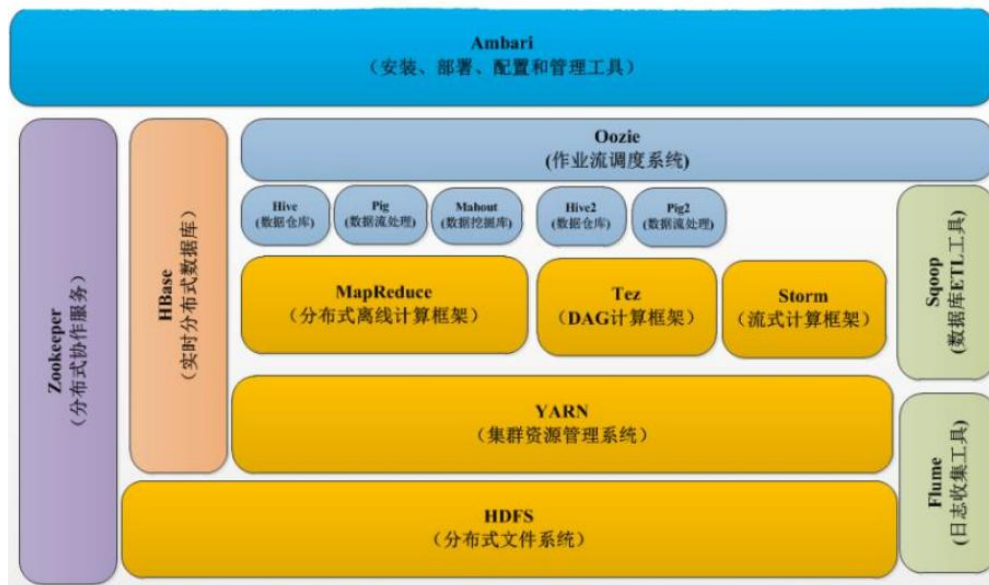 Ambari
（安装、部署、配置和管理工具）
Zookeeper
（分布式协作服务）
HBase
（实时分布式数据库）
Oozie
(作业流调度系统)
Hive
(数据仓库)
Pig
(数据流处理)
Mahout
(数据挖掘库)
Hive2
(数据仓库)
Pig2
(数据流处理)
MapReduce
（分布式离线计算框架）
Tez
（DAG计算框架）
Storm
（流式计算框架）
Sqoop
(数据库ETL工具)
YARN
（集群资源管理系统）
Flume
(日志收集工具)
HDFS
（分布式文件系统）